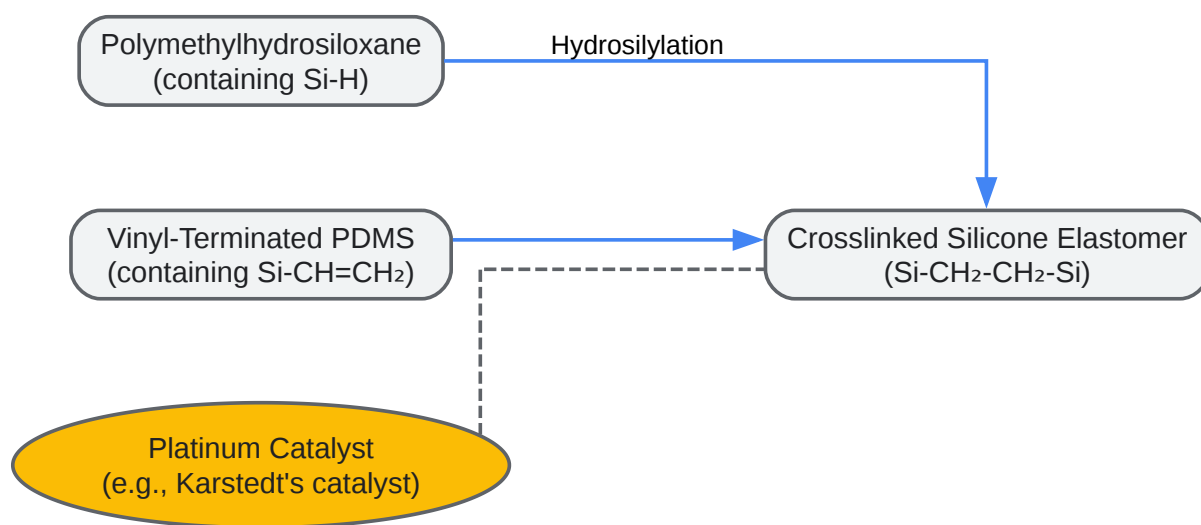 Polymethylhydrosiloxane
(containing Si-H)
Hydrosilylation
Vinyl-Terminated PDMS
(containing Si-CH=CH₂)
Crosslinked Silicone Elastomer
(Si-CH₂-CH₂-Si)
Platinum Catalyst
(e.g., Karstedt's catalyst)